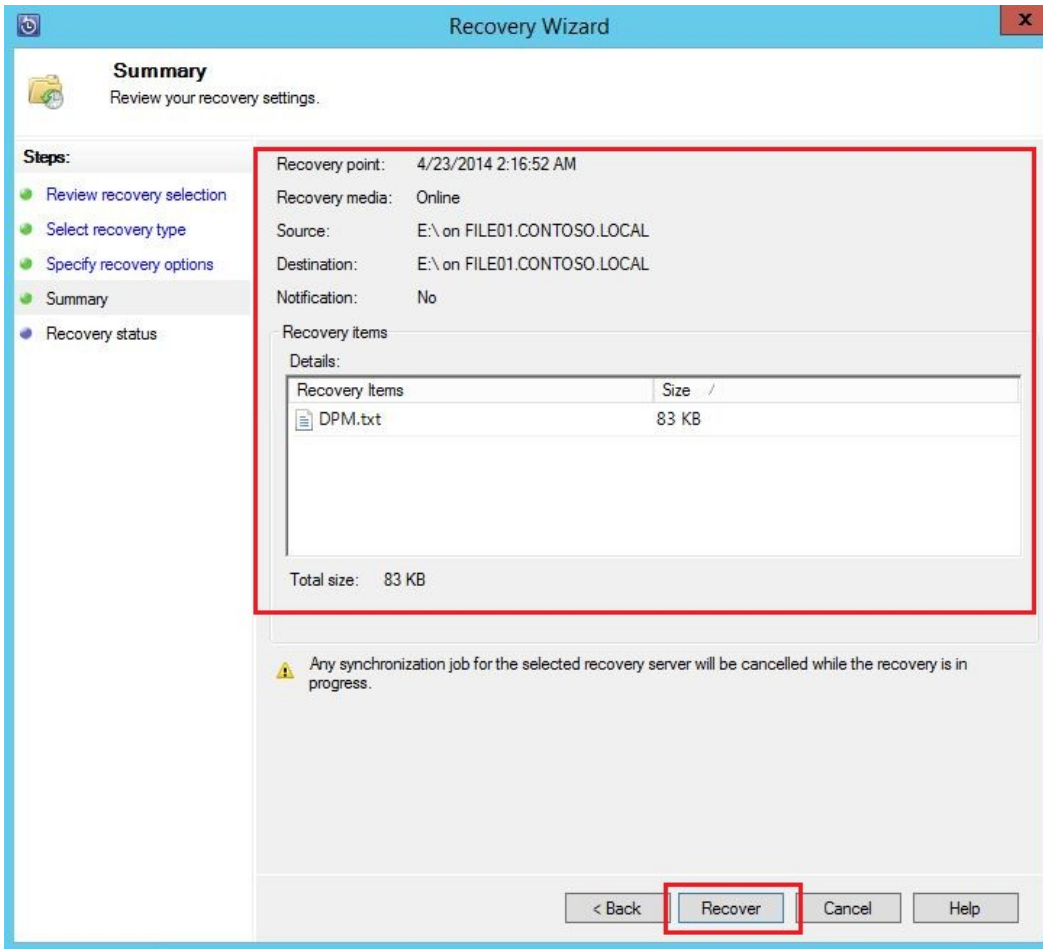 Recovery Wizard
x
Summary
Review your recovery settings.
Steps:
Review recovery selection
Select recovery type
Specify recovery options
Summary
Recovery status
Recovery point: 4/23/2014 2:16:52 AM
Recovery media: Online
Source: E:\ on FILE01.CONTOSO.LOCAL
Destination: E:\ on FILE01.CONTOSO.LOCAL
Notification: No
Recovery items
Details:
Recovery Items Size
DPM.txt 83 KB
Total size: 83 KB
Any synchronization job for the selected recovery server will be cancelled while the recovery is in
progress.
< Back Recover Cancel Help